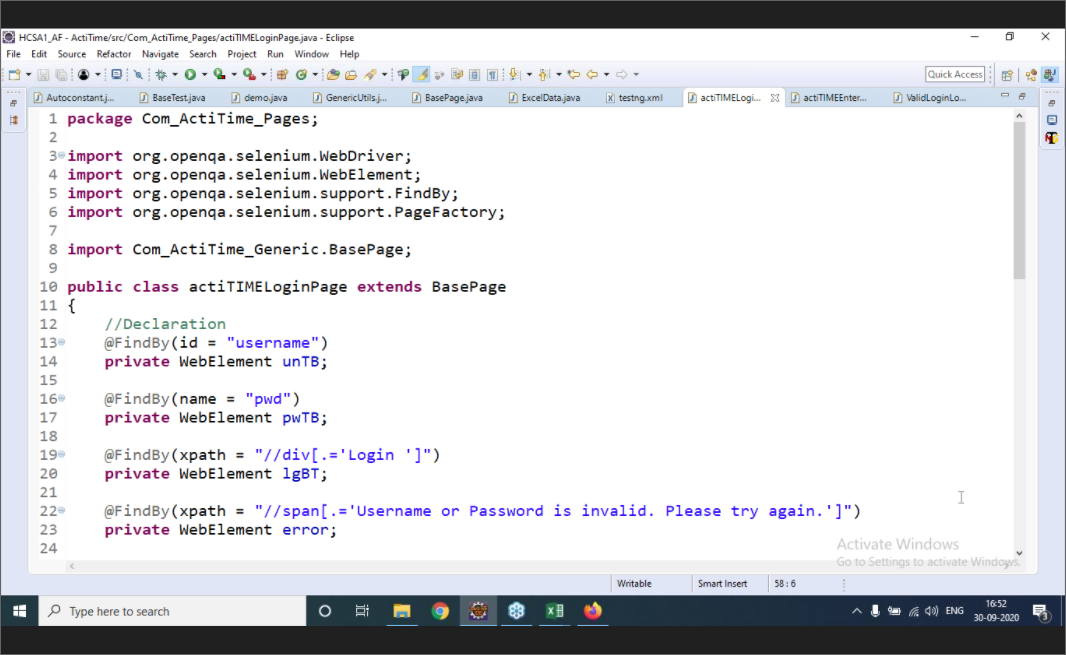 HCSA1_AF - ActiTime/src/Com_ActiTime_Pages/actiTIMELoginPage.java - Eclipse
File Edit Source Refactor Navigate Search Project Run Window Help
Quick Access
Autoconstant.j... BaseTest.java demo.java GenericUtils.j... BasePage.java ExcelData.java testng.xml actiTIMELogi... actiTIMEEnter... ValidLoginLo...
1 package Com_ActiTime_Pages;
2
3 import org.openqa.selenium.WebDriver;
4 import org.openqa.selenium.WebElement;
5 import org.openqa.selenium.support.FindBy;
6 import org.openqa.selenium.support.PageFactory;
7
8 import Com_ActiTime_Generic.BasePage;
9
10 public class actiTIMELoginPage extends BasePage
11 {
12 //Declaration
13 @FindBy(id = "username")
14 private WebElement unTB;
15
16 @FindBy(name = "pwd")
17 private WebElement pwTB;
18
19 @FindBy(xpath = "//div[.='Login ']")
20 private WebElement lgBT;
21
22 @FindBy(xpath = "//span[.='Username or Password is invalid. Please try again.']")
23 private WebElement error;
24
Activate Windows
Go to Settings to activate Windows.
Writable Smart Insert 58 : 6
Type here to search
ENG
16:52
30-09-2020
3